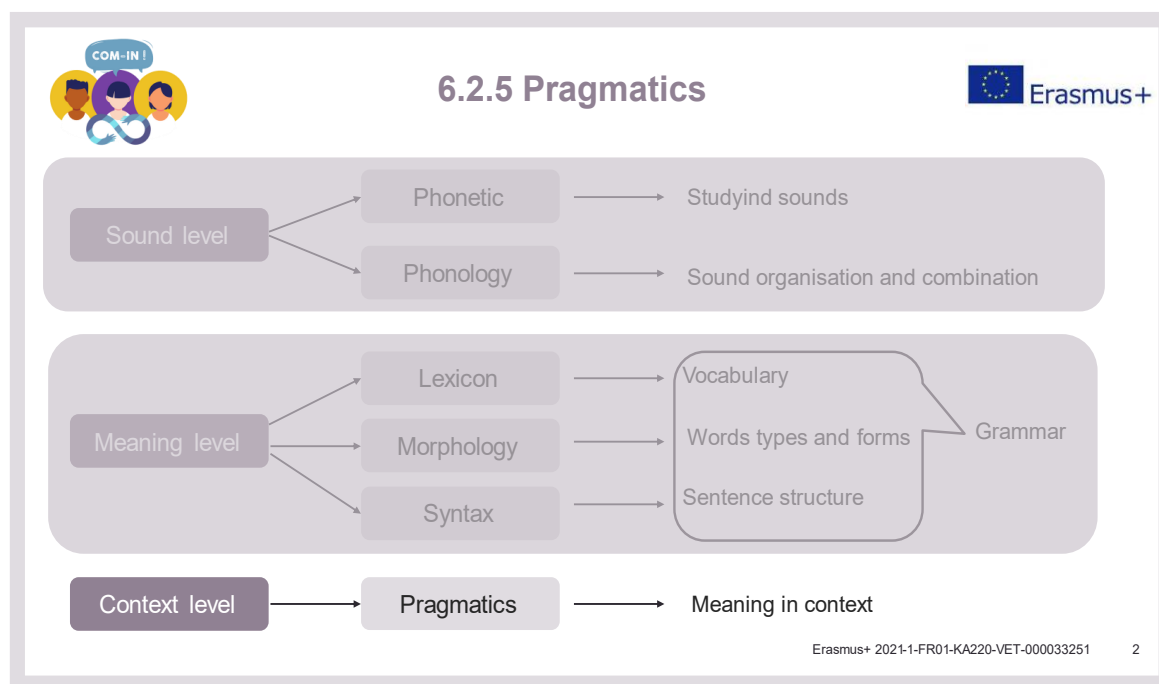 COM-IN !
6.2.5 Pragmatics
Erasmus+
Sound level
Phonetic
Studyind sounds
Phonology
Sound organisation and combination
Meaning level
Lexicon
Vocabulary
Morphology
Words types and forms
Grammar
Syntax
Sentence structure
Context level
Pragmatics
Meaning in context
Erasmus+ 2021-1-FR01-KA220-VET-000033251
2